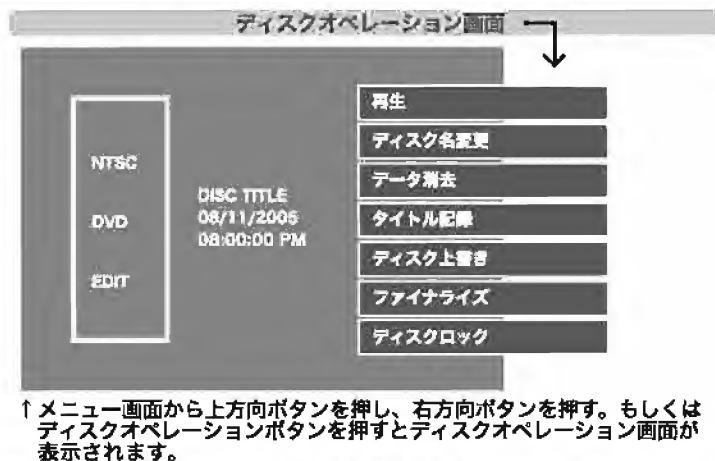 ディスクオペレーション画面
NTSC
DVD
EDIT
DISC TITLE
08/11/2005
08:00:00 PM
再生
ディスク名変更
データ消去
タイトル記録
ディスク上書き
ファイナライズ
ディスクロック
↑メニュー画面から上方向ボタンを押し、右方向ボタンを押す。もしくは
ディスクオペレーションボタンを押すとディスクオペレーション画面が
表示されます。